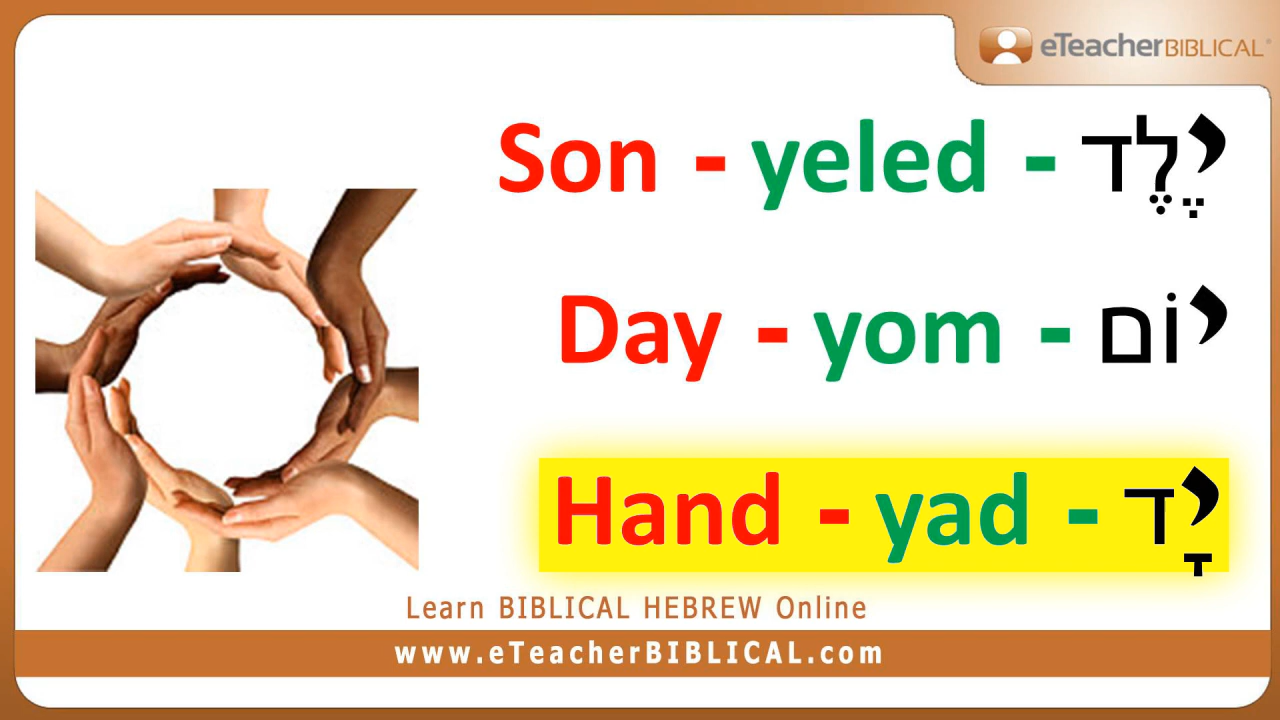 eTeacherBIBLICAL®
Son - yeled - יֶלֶד
Day - yom - יוֹם
Hand - yad - יָד
Learn BIBLICAL HEBREW Online
www.eTeacherBIBLICAL.com